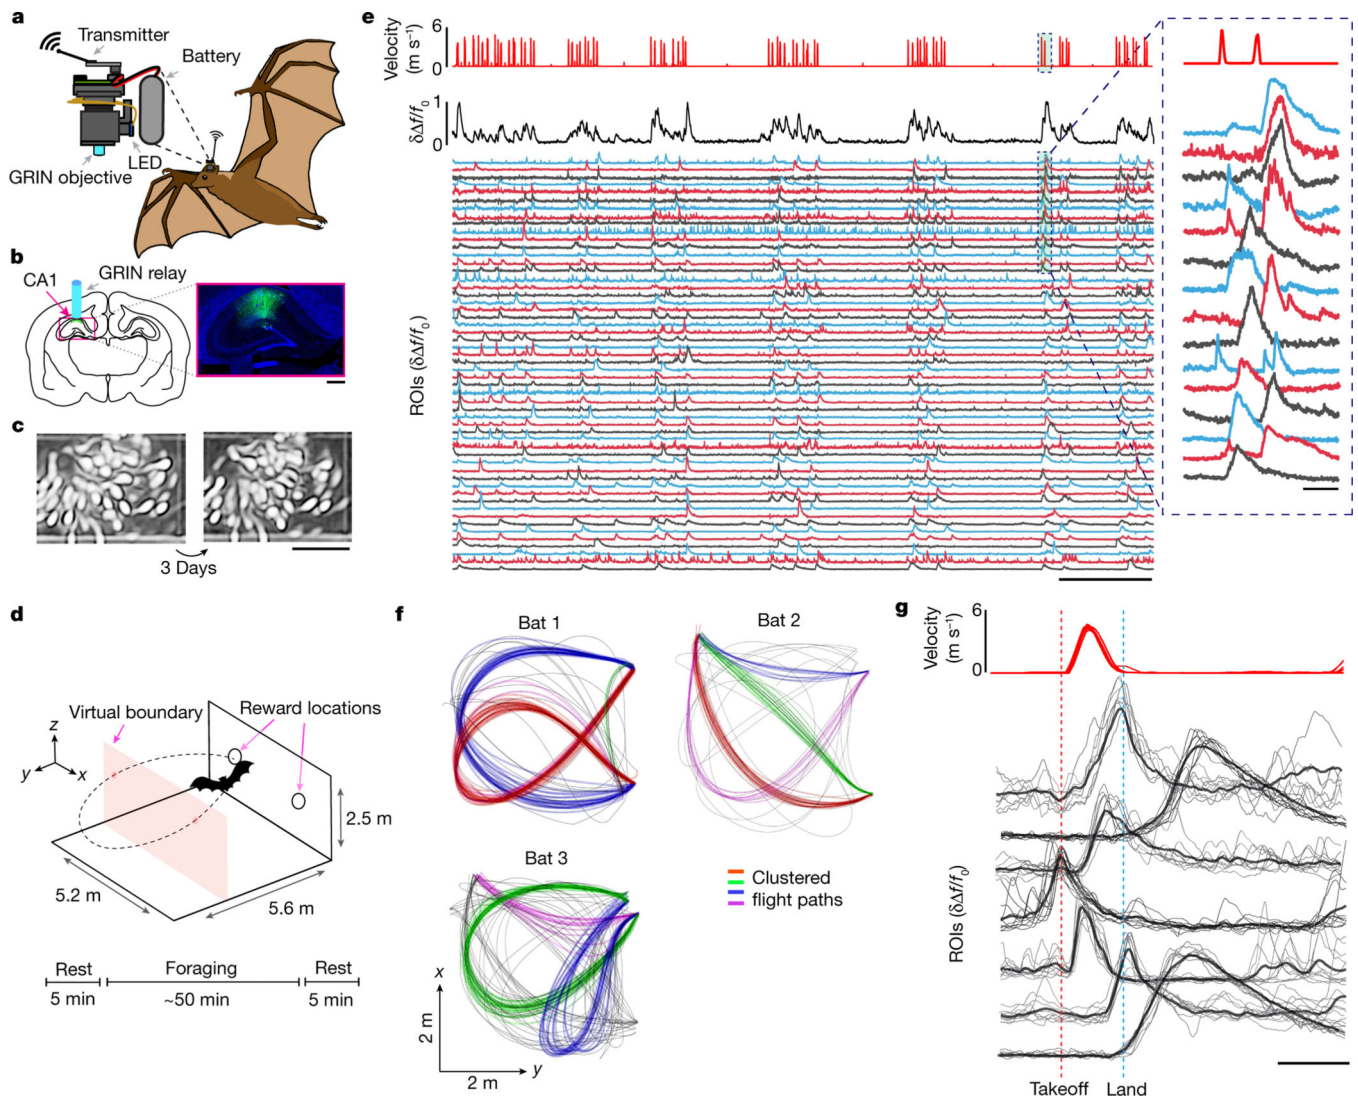 a
Transmitter
Battery
LED
GRIN objective
b
GRIN relay
CA1
c
3 Days
d
Virtual boundary
Reward locations
z
y
x
2.5 m
5.2 m
5.6 m
Rest
Foraging
Rest
5 min
~50 min
5 min
e
Velocity
(m s⁻¹)
6
0
δΔf/f₀
1
0
ROIs (δΔf/f₀)
f
Bat 1
Bat 2
Bat 3
Clustered
flight paths
x
2 m
2 m
y
g
Velocity
(m s⁻¹)
6
0
ROIs (δΔf/f₀)
Takeoff
Land